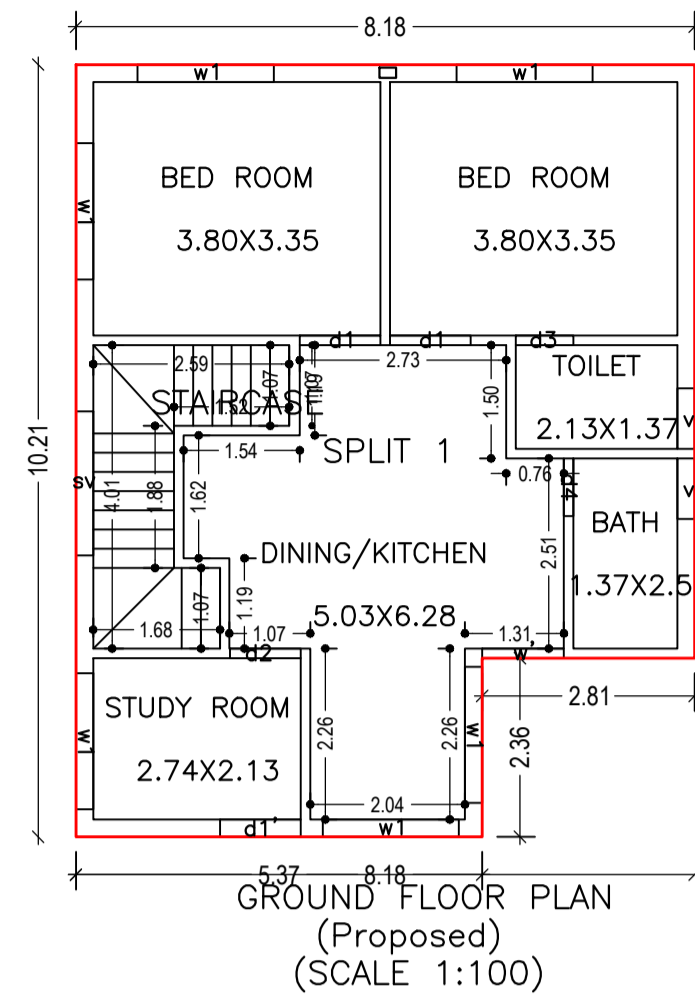 8.18
w1
w1
BED ROOM
BED ROOM
3.80X3.35
3.80X3.35
w1
10.21
d1
d1
d3
2.59
2.73
TOILET
1.07
1.19
1.50
STAIRCASE
2.13X1.37
v
1.54
SPLIT 1
0.76
sv
4.01
1.88
1.62
d4
v
BATH
2.51
DINING/KITCHEN
1.37X2.5
1.07
1.19
5.03X6.28
1.68
1.07
1.31
d2
w'
STUDY ROOM
2.81
2.26
2.26
w1
w1
2.36
2.74X2.13
2.04
d1'
w1
5.37
8.18
GROUND FLOOR PLAN
(Proposed)
(SCALE 1:100)